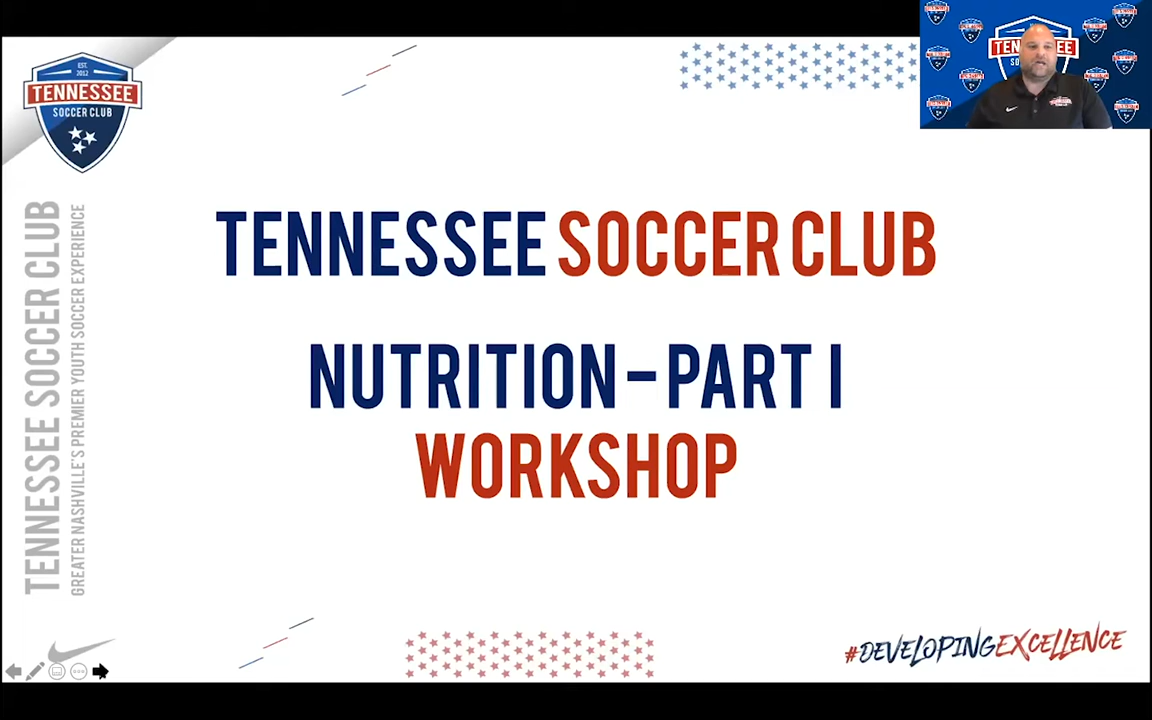 EST.
2012
TENNESSEE
SOCCER CLUB
TENNESSEE SOCCER CLUB
GREATER NASHVILLE'S PREMIER YOUTH SOCCER EXPERIENCE
TENNESSEE SOCCER CLUB
NUTRITION – PART I
WORKSHOP
#DEVELOPINGEXCELLENCE